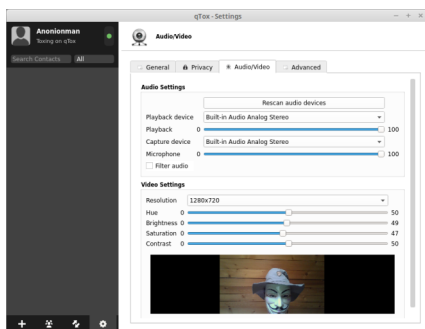 qTox - Settings
Anonionman
Toxing on qTox
Search Contacts
All
Audio/Video
General
Privacy
Audio/Video
Advanced
Audio Settings
Rescan audio devices
Playback device
Built-in Audio Analog Stereo
Playback 0 100
Capture device
Built-in Audio Analog Stereo
Microphone 0 100
Filter audio
Video Settings
Resolution
1280x720
Hue 0 50
Brightness 0 49
Saturation 0 47
Contrast 0 50